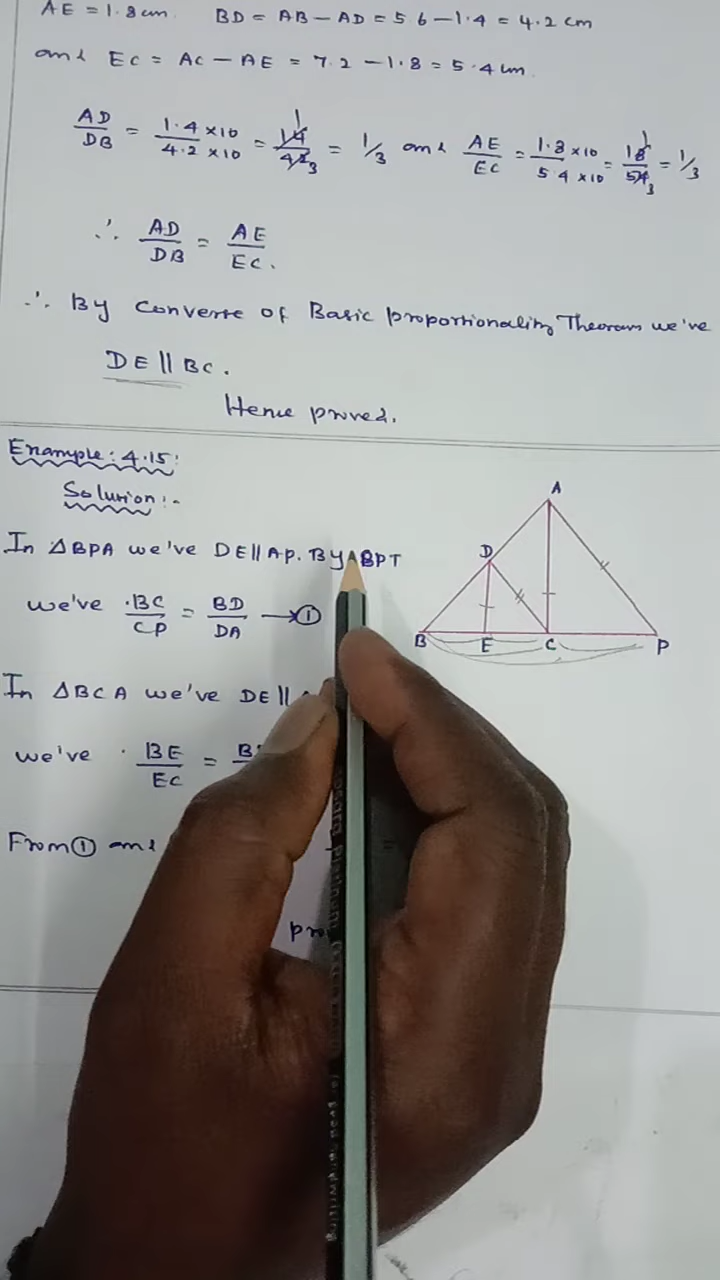 AE = 1.8 cm. BD = AB - AD = 5.6 - 1.4 = 4.2 cm
and EC = AC - AE = 7.2 - 1.8 = 5.4 cm.
AD/DB = 1.4 × 10/4.2 × 10 = 14/42 = 1/3 and AE/EC = 1.8 × 10/5.4 × 10 = 18/54 = 1/3
∴ AD/DB = AE/EC.
∴ By Converse of Basic proportionality Theorem we've
DE || BC.
Hence proved.
Example: 4.15:
Solution:-
In △BPA we've DE || AP. By BPT
we've BC/CP = BD/DA → ①
In △BCA we've DE ||
we've BE/EC =
From ① and
A
D
B E C P